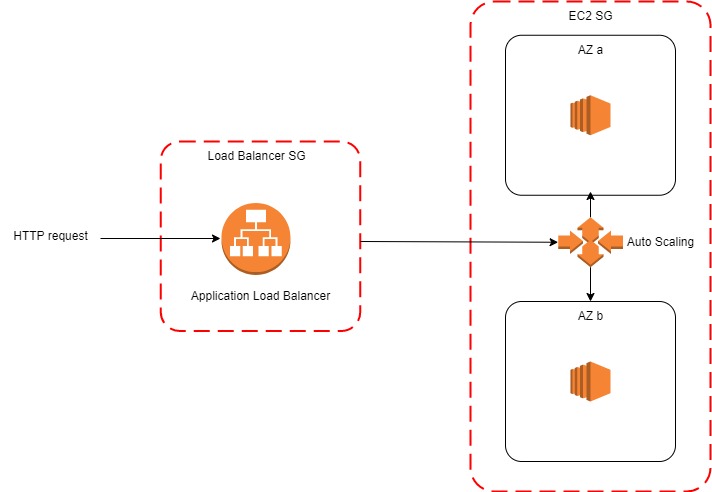 EC2 SG
AZ a
Load Balancer SG
HTTP request
Application Load Balancer
Auto Scaling
AZ b